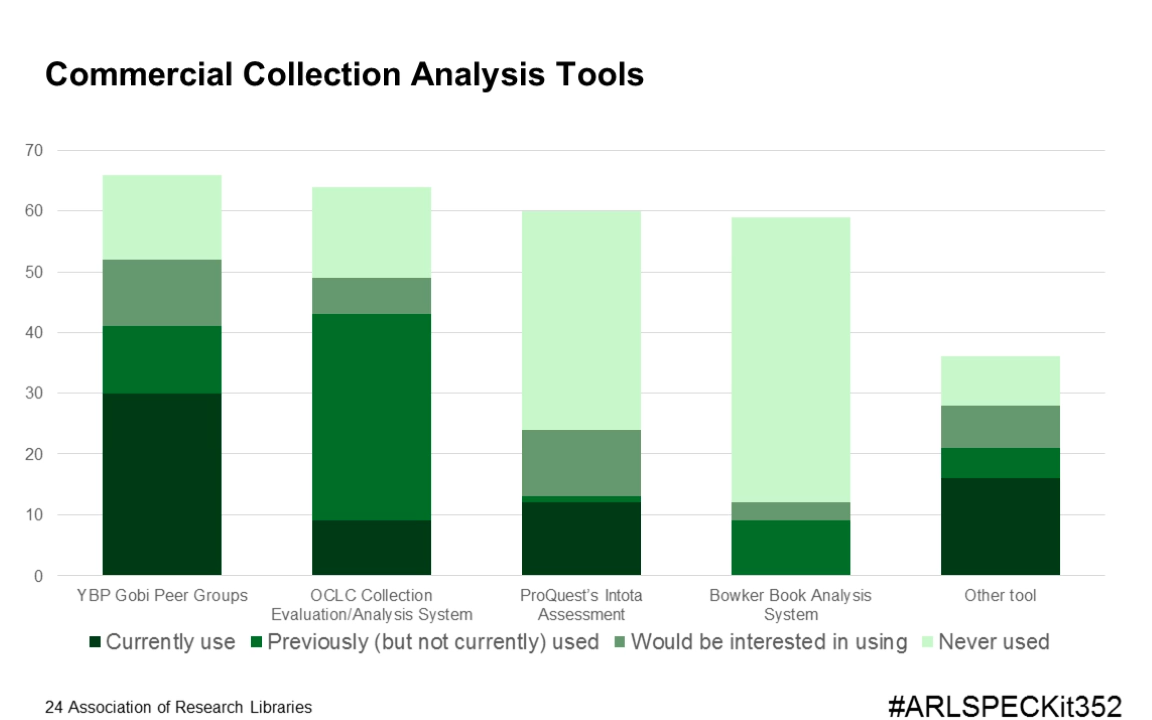 Commercial Collection Analysis Tools
70
60
50
40
30
20
10
0
YBP Gobi Peer Groups
OCLC Collection
Evaluation/Analysis System
ProQuest’s Intota
Assessment
Bowker Book Analysis
System
Other tool
Currently use
Previously (but not currently) used
Would be interested in using
Never used
24 Association of Research Libraries
#ARLSPECKit352